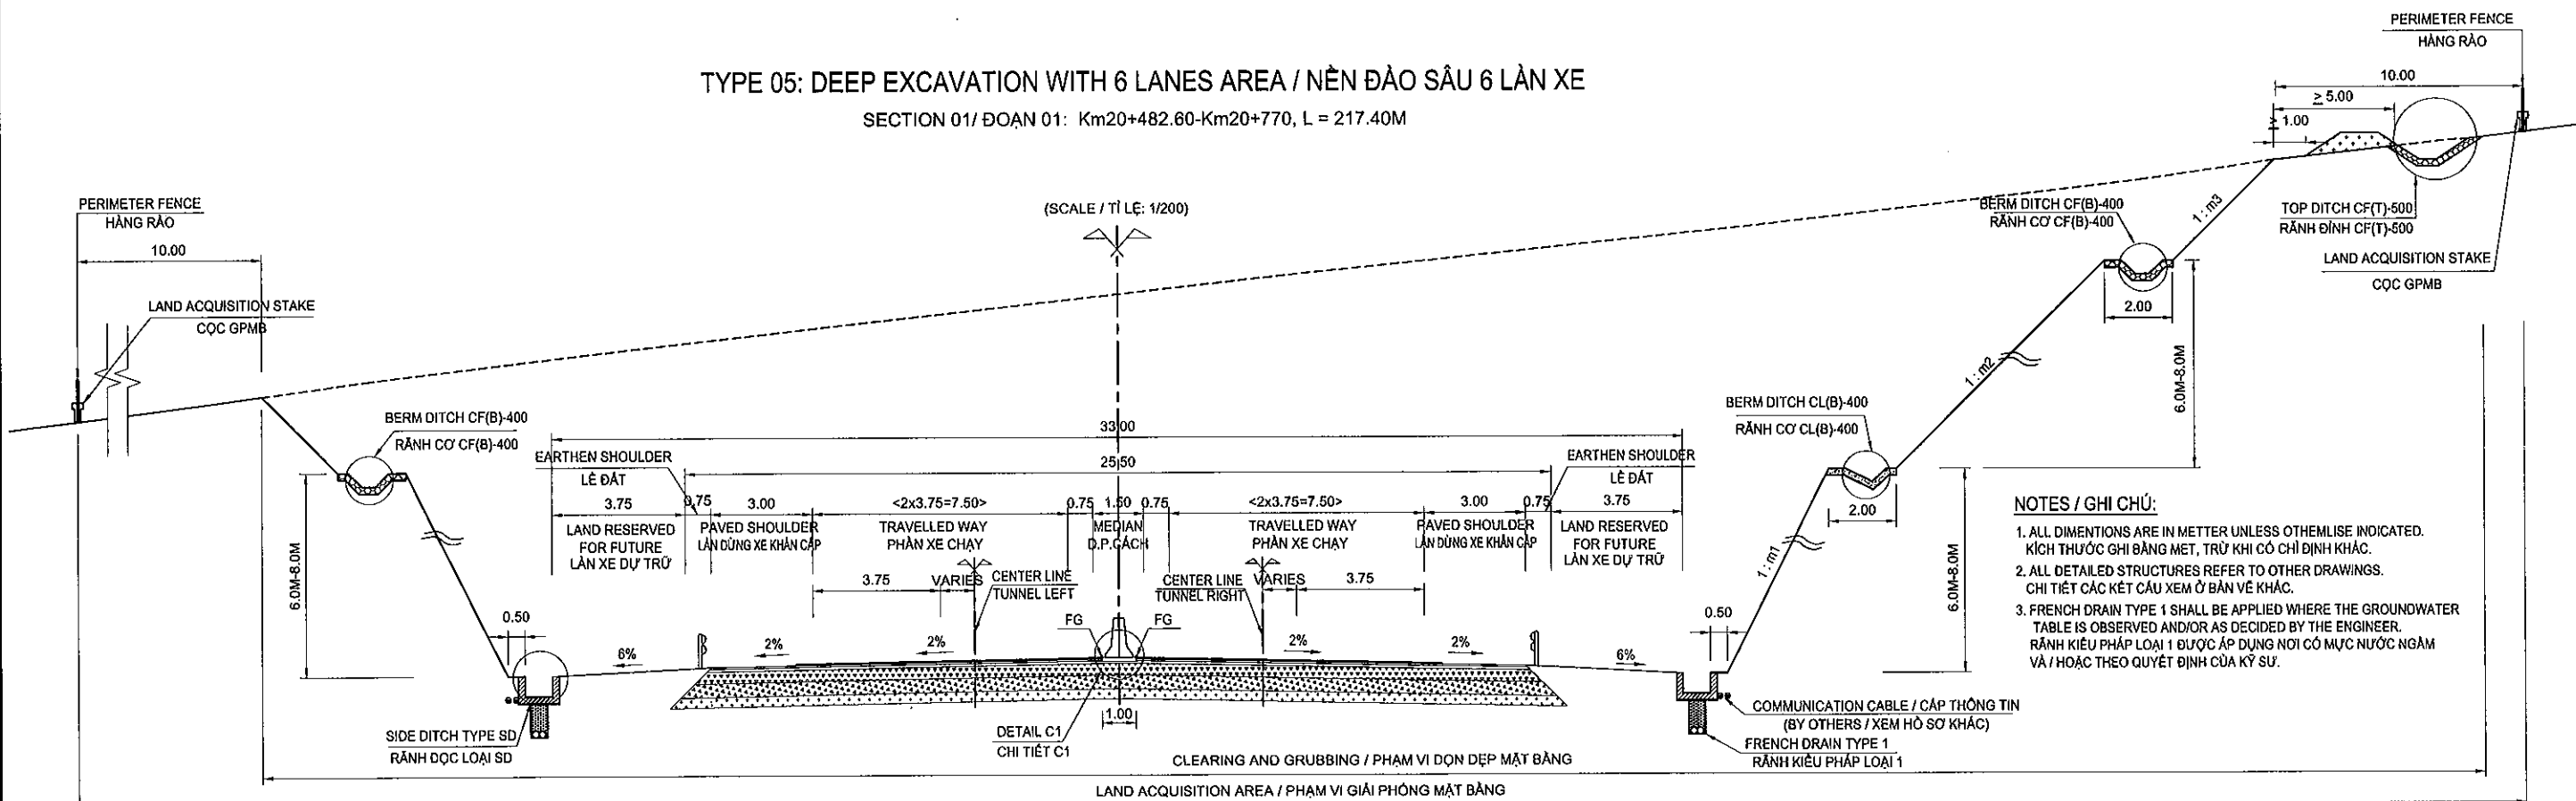 PERIMETER FENCE
HÀNG RÀO
10.00
≥ 5.00
≥ 1.00
TYPE 05: DEEP EXCAVATION WITH 6 LANES AREA / NỀN ĐÀO SÂU 6 LÀN XE
SECTION 01/ ĐOẠN 01: Km20+482.60-Km20+770, L = 217.40M
(SCALE / TỈ LỆ: 1/200)
PERIMETER FENCE
HÀNG RÀO
10.00
LAND ACQUISITION STAKE
CỌC GPMB
BERM DITCH CF(B)-400
RÃNH CƠ CF(B)-400
1 : m3
TOP DITCH CF(T)-500
RÃNH ĐỈNH CF(T)-500
LAND ACQUISITION STAKE
CỌC GPMB
2.00
6.0M-8.0M
1 : m2
BERM DITCH CF(B)-400
RÃNH CƠ CF(B)-400
BERM DITCH CL(B)-400
RÃNH CƠ CL(B)-400
2.00
6.0M-8.0M
1 : m1
33.00
25.50
EARTHEN SHOULDER
LỀ ĐẤT
EARTHEN SHOULDER
LỀ ĐẤT
3.75 0.75 3.00 <2x3.75=7.50> 0.75 1.50 0.75 <2x3.75=7.50> 3.00 0.75 3.75
LAND RESERVED
FOR FUTURE
LÀN XE DỰ TRỮ
PAVED SHOULDER
LÀN DỪNG XE KHẨN CẤP
TRAVELLED WAY
PHẦN XE CHẠY
MEDIAN
D.P.CÁCH
TRAVELLED WAY
PHẦN XE CHẠY
PAVED SHOULDER
LÀN DỪNG XE KHẨN CẤP
LAND RESERVED
FOR FUTURE
LÀN XE DỰ TRỮ
3.75 VARIES
CENTER LINE
TUNNEL LEFT
CENTER LINE
TUNNEL RIGHT
VARIES 3.75
6.0M-8.0M
0.50
FG FG
0.50
6% 2% 2% 2% 2% 6%
1.00
SIDE DITCH TYPE SD
RÃNH DỌC LOẠI SD
DETAIL C1
CHI TIẾT C1
COMMUNICATION CABLE / CÁP THÔNG TIN
(BY OTHERS / XEM HỒ SƠ KHÁC)
FRENCH DRAIN TYPE 1
RÃNH KIỂU PHÁP LOẠI 1
CLEARING AND GRUBBING / PHẠM VI DỌN DẸP MẶT BẰNG
LAND ACQUISITION AREA / PHẠM VI GIẢI PHÓNG MẶT BẰNG
NOTES / GHI CHÚ:
1. ALL DIMENTIONS ARE IN METTER UNLESS OTHEMLISE INDICATED.
KÍCH THƯỚC GHI BẰNG MET, TRỪ KHI CÓ CHỈ ĐỊNH KHÁC.
2. ALL DETAILED STRUCTURES REFER TO OTHER DRAWINGS.
CHI TIẾT CÁC KẾT CẤU XEM Ở BẢN VẼ KHÁC.
3. FRENCH DRAIN TYPE 1 SHALL BE APPLIED WHERE THE GROUNDWATER
TABLE IS OBSERVED AND/OR AS DECIDED BY THE ENGINEER.
RÃNH KIỂU PHÁP LOẠI 1 ĐƯỢC ÁP DỤNG NƠI CÓ MỰC NƯỚC NGẦM
VÀ / HOẶC THEO QUYẾT ĐỊNH CỦA KỸ SƯ.